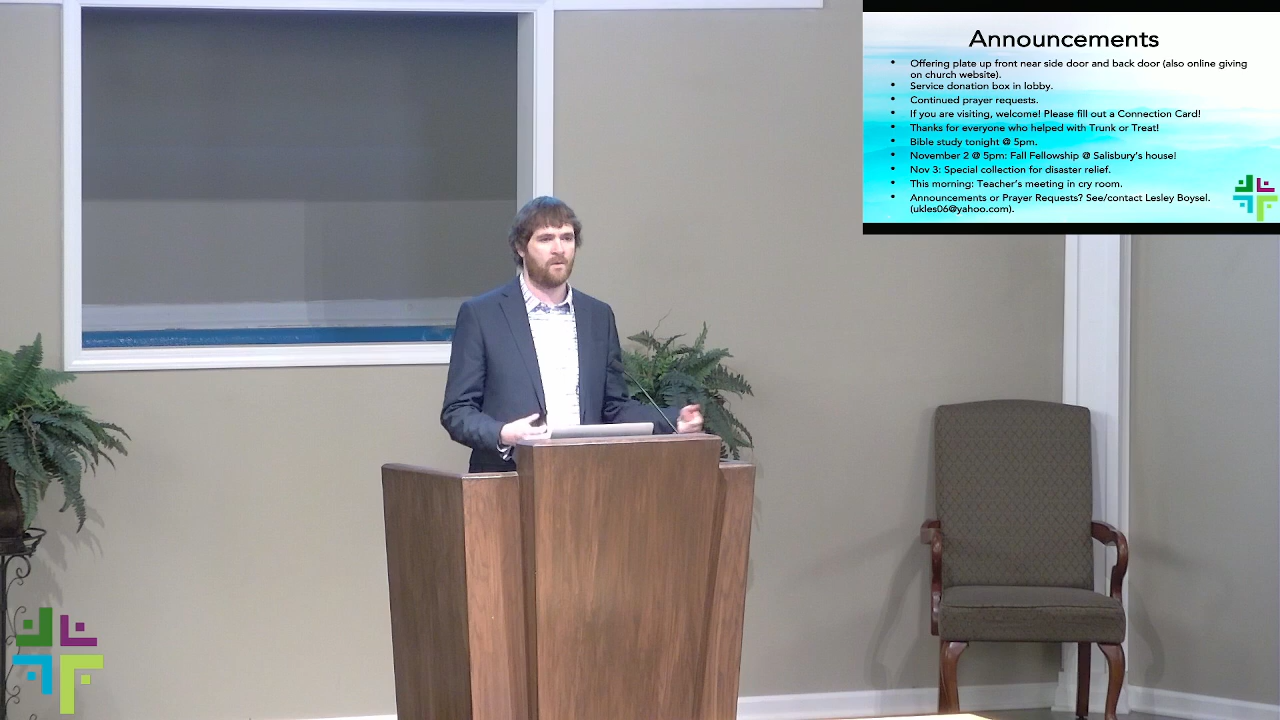 Announcements
• Offering plate up front near side door and back door (also online giving
on church website).
• Service donation box in lobby.
• Continued prayer requests.
• If you are visiting, welcome! Please fill out a Connection Card!
• Thanks for everyone who helped with Trunk or Treat!
• Bible study tonight @ 5pm.
• November 2 @ 5pm: Fall Fellowship @ Salisbury's house!
• Nov 3: Special collection for disaster relief.
• This morning: Teacher's meeting in cry room.
• Announcements or Prayer Requests? See/contact Lesley Boysel.
(ukles06@yahoo.com).